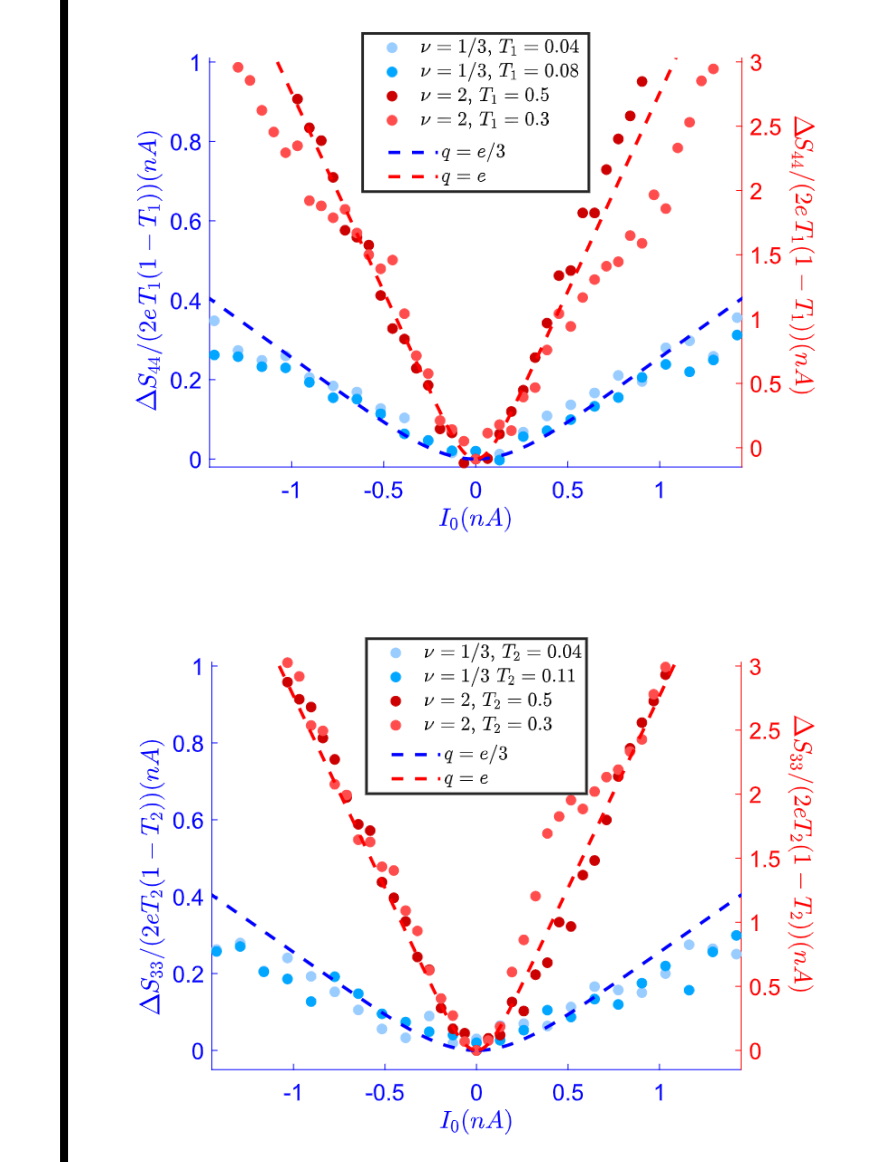 ν = 1/3, T₁ = 0.04
ν = 1/3, T₁ = 0.08
ν = 2, T₁ = 0.5
ν = 2, T₁ = 0.3
q = e/3
q = e
ΔS₄₄/(2eT₁(1 − T₁))(nA)
1
0.8
0.6
0.4
0.2
0
3
2.5
2
1.5
1
0.5
0
ΔS₄₄/(2eT₁(1 − T₁))(nA)
-1 -0.5 0 0.5 1
I₀(nA)
ν = 1/3, T₂ = 0.04
ν = 1/3 T₂ = 0.11
ν = 2, T₂ = 0.5
ν = 2, T₂ = 0.3
q = e/3
q = e
ΔS₃₃/(2eT₂(1 − T₂))(nA)
1
0.8
0.6
0.4
0.2
0
3
2.5
2
1.5
1
0.5
0
ΔS₃₃/(2eT₂(1 − T₂))(nA)
-1 -0.5 0 0.5 1
I₀(nA)